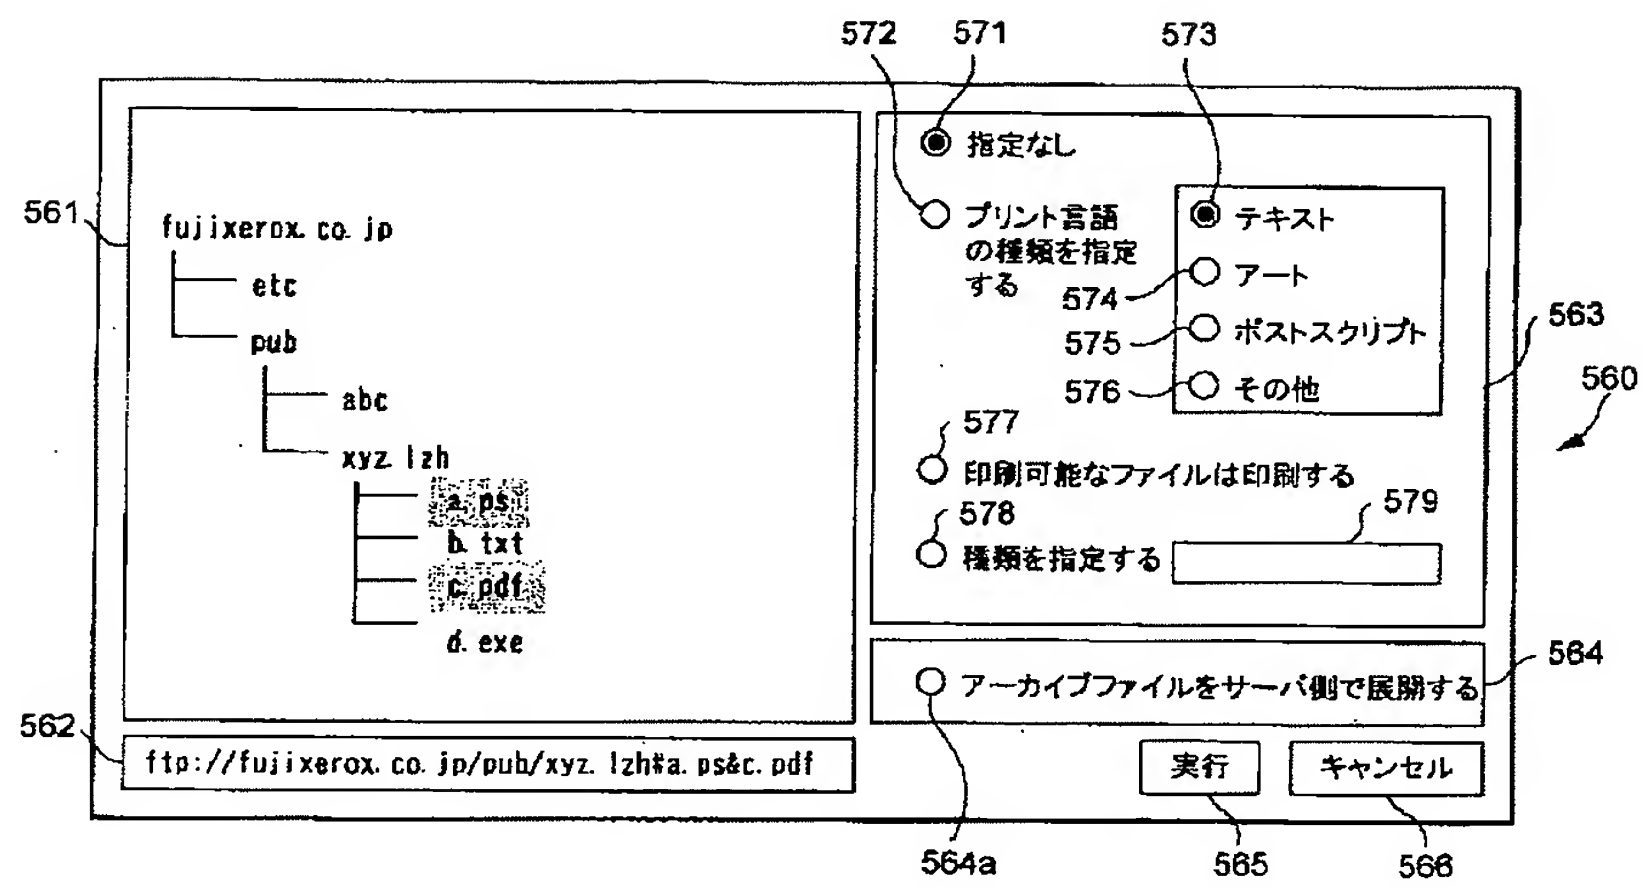 572 571 573
561
fujixerox.co.jp
etc
pub
abc
xyz.lzh
a.ps
b.txt
c.pdf
d.exe
562
ftp://fujixerox.co.jp/pub/xyz.lzh#a.ps&c.pdf
指定なし
プリント言語
の種類を指定
する
テキスト
574
アート
575
ポストスクリプト
576
その他
563
560
577
印刷可能なファイルは印刷する
578
種類を指定する
579
アーカイブファイルをサーバ側で展開する
564
実行
キャンセル
564a
565
566